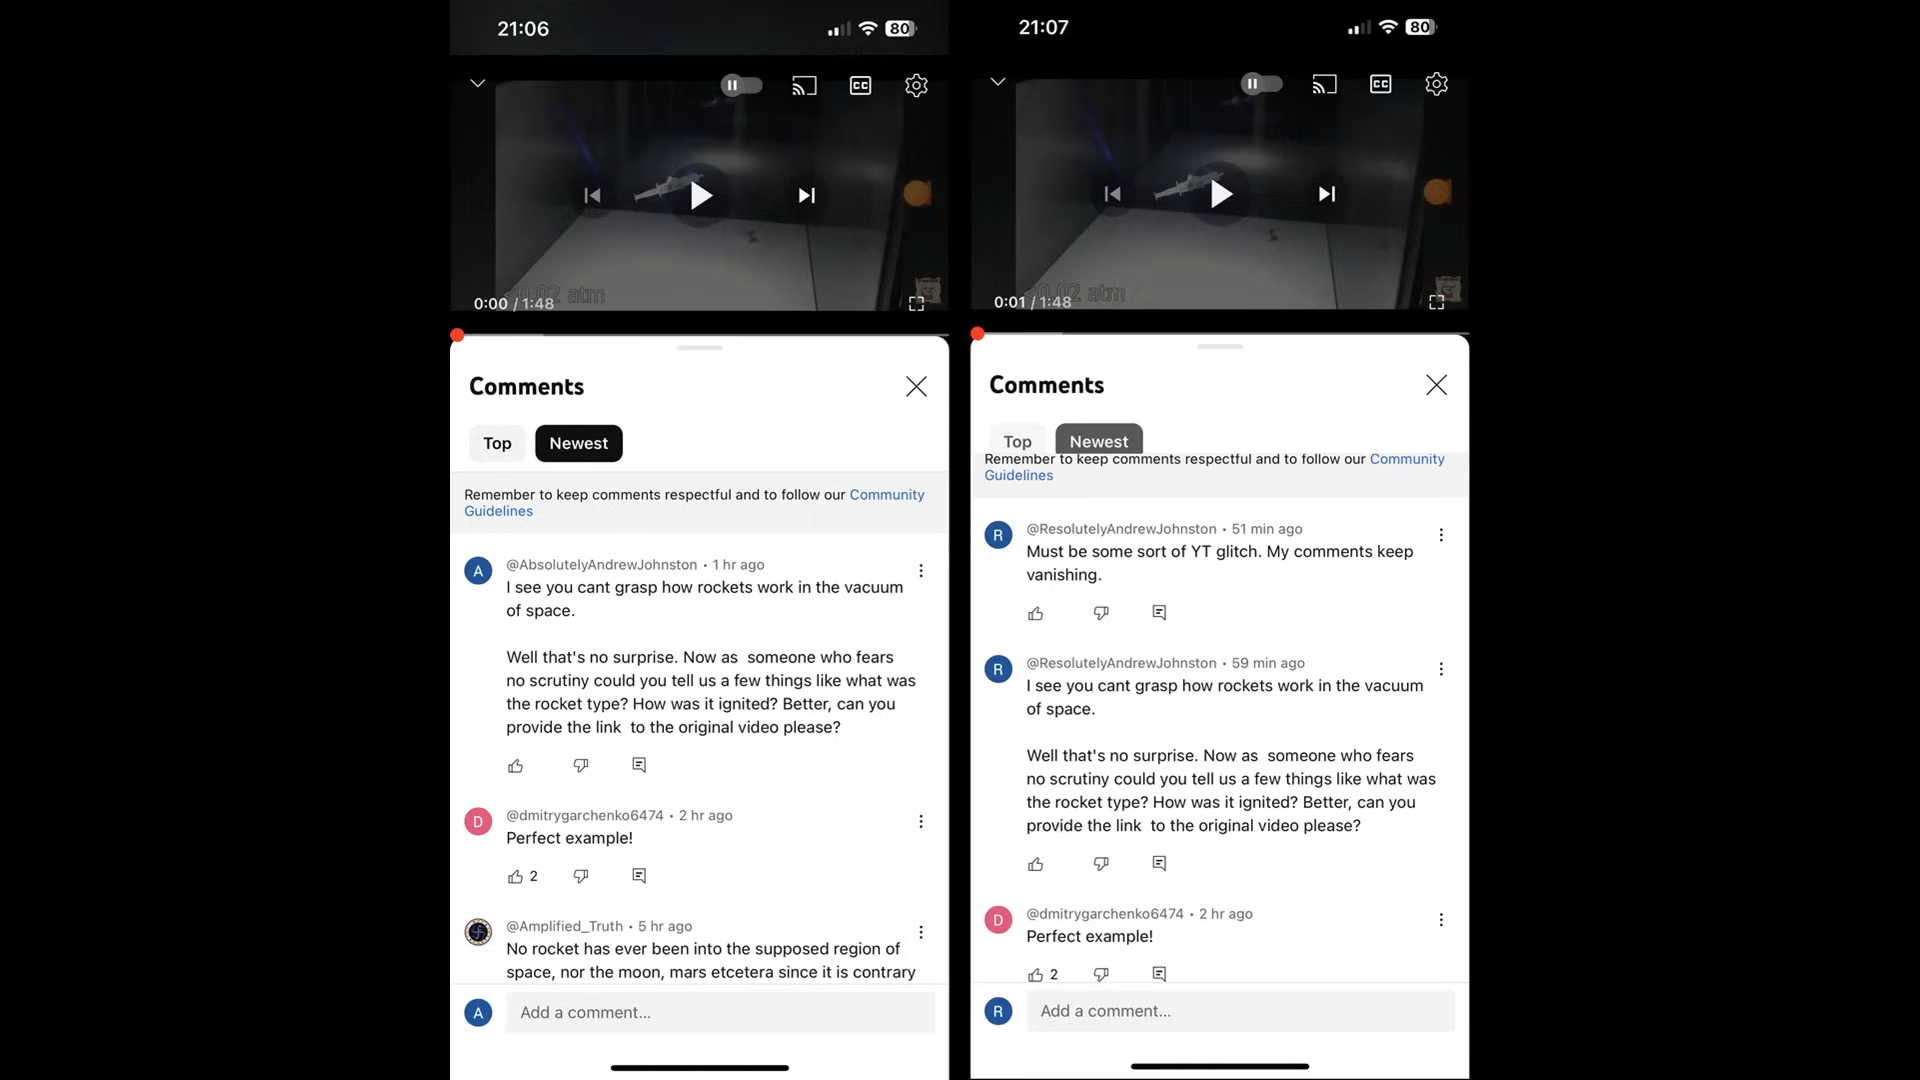 21:06
80
CC
0.02 atm
0:00 / 1:48
Comments
Top
Newest
Remember to keep comments respectful and to follow our Community
Guidelines
A
@AbsolutelyAndrewJohnston • 1 hr ago
I see you cant grasp how rockets work in the vacuum
of space.
Well that's no surprise. Now as  someone who fears
no scrutiny could you tell us a few things like what was
the rocket type? How was it ignited? Better, can you
provide the link  to the original video please?
D
@dmitrygarchenko6474 • 2 hr ago
Perfect example!
2
@Amplified_Truth • 5 hr ago
No rocket has ever been into the supposed region of
space, nor the moon, mars etcetera since it is contrary
A
Add a comment...
21:07
80
CC
0.02 atm
0:01 / 1:48
Comments
Top
Newest
Remember to keep comments respectful and to follow our Community
Guidelines
R
@ResolutelyAndrewJohnston • 51 min ago
Must be some sort of YT glitch. My comments keep
vanishing.
R
@ResolutelyAndrewJohnston • 59 min ago
I see you cant grasp how rockets work in the vacuum
of space.
Well that's no surprise. Now as  someone who fears
no scrutiny could you tell us a few things like what was
the rocket type? How was it ignited? Better, can you
provide the link  to the original video please?
D
@dmitrygarchenko6474 • 2 hr ago
Perfect example!
2
R
Add a comment...